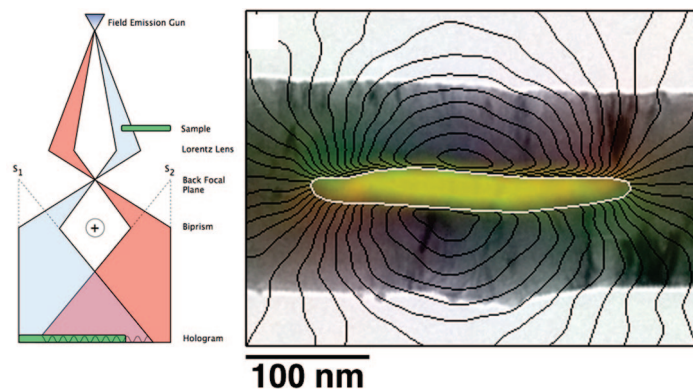 Field Emission Gun
Sample
Lorentz Lens
S1
S2
Back Focal
Plane
Biprism
+
Hologram
100 nm